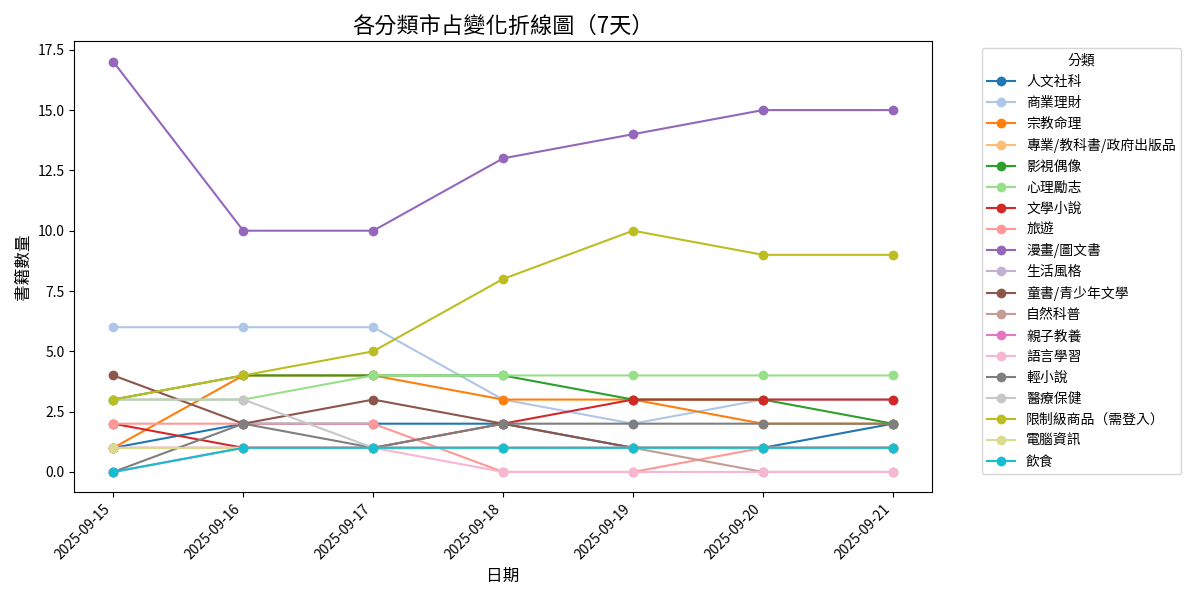 各分類市占變化折線圖（7天）
書籍數量
17.5
15.0
12.5
10.0
7.5
5.0
2.5
0.0
2025-09-15
2025-09-16
2025-09-17
2025-09-18
2025-09-19
2025-09-20
2025-09-21
日期
分類
人文社科
商業理財
宗教命理
專業/教科書/政府出版品
影視偶像
心理勵志
文學小說
旅遊
漫畫/圖文書
生活風格
童書/青少年文學
自然科普
親子教養
語言學習
輕小說
醫療保健
限制級商品（需登入）
電腦資訊
飲食